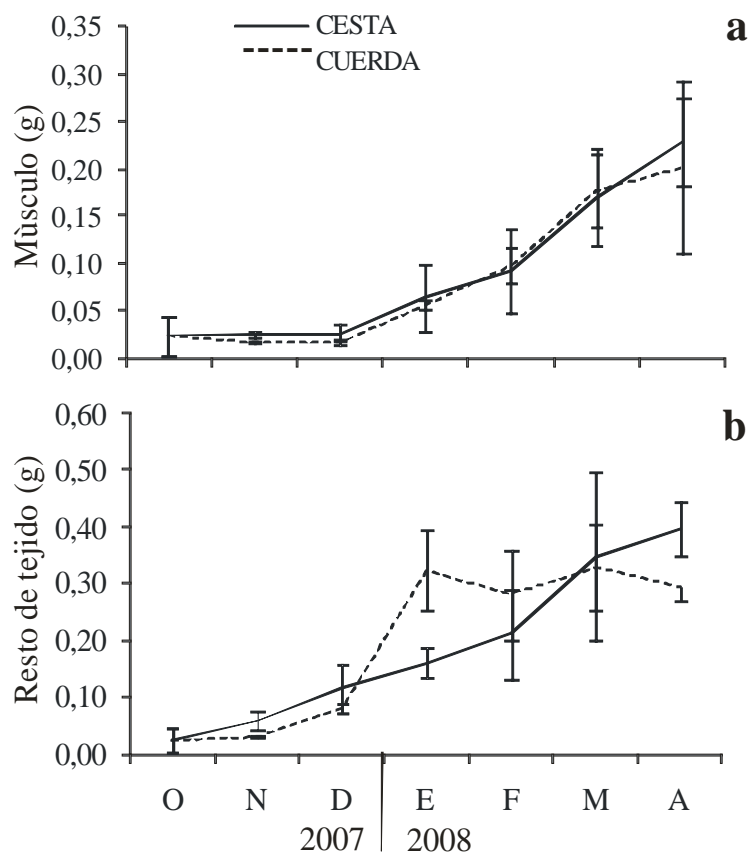 0,35
0,30
0,25
0,20
0,15
0,10
0,05
0,00
Mùsculo (g)
CESTA
CUERDA
a
0,60
0,50
0,40
0,30
0,20
0,10
0,00
Resto de tejido (g)
b
O N D E F M A
2007 2008